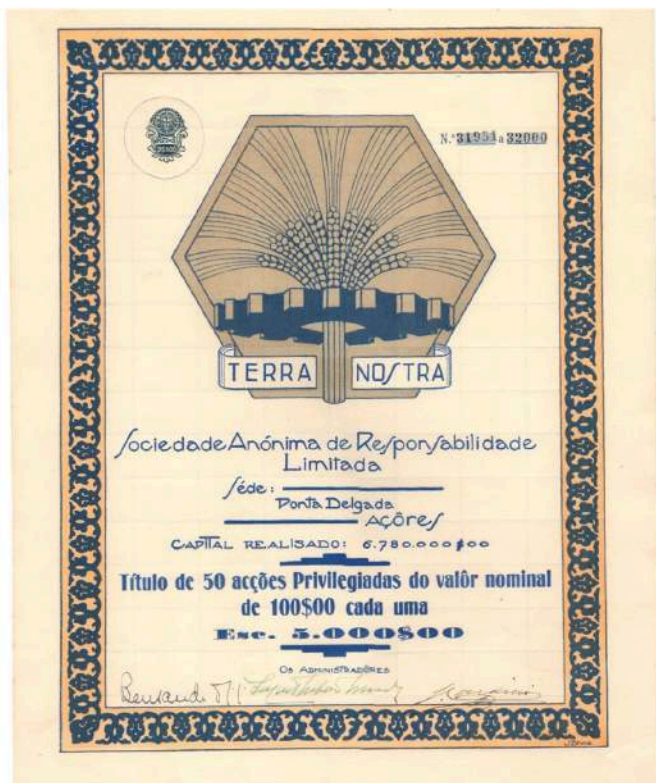 N.º 31951 a 32000
TERRA NOSTRA
Sociedade Anónima de Responsabilidade
Limitada
Séde:
Ponta Delgada
Açôres
CAPITAL REALISADO: 6.780.000$00
Título de 50 acções Privilegiadas do valôr nominal
de 100$00 cada uma
Esc. 5.000$00
OS ADMINISTRADÔRES